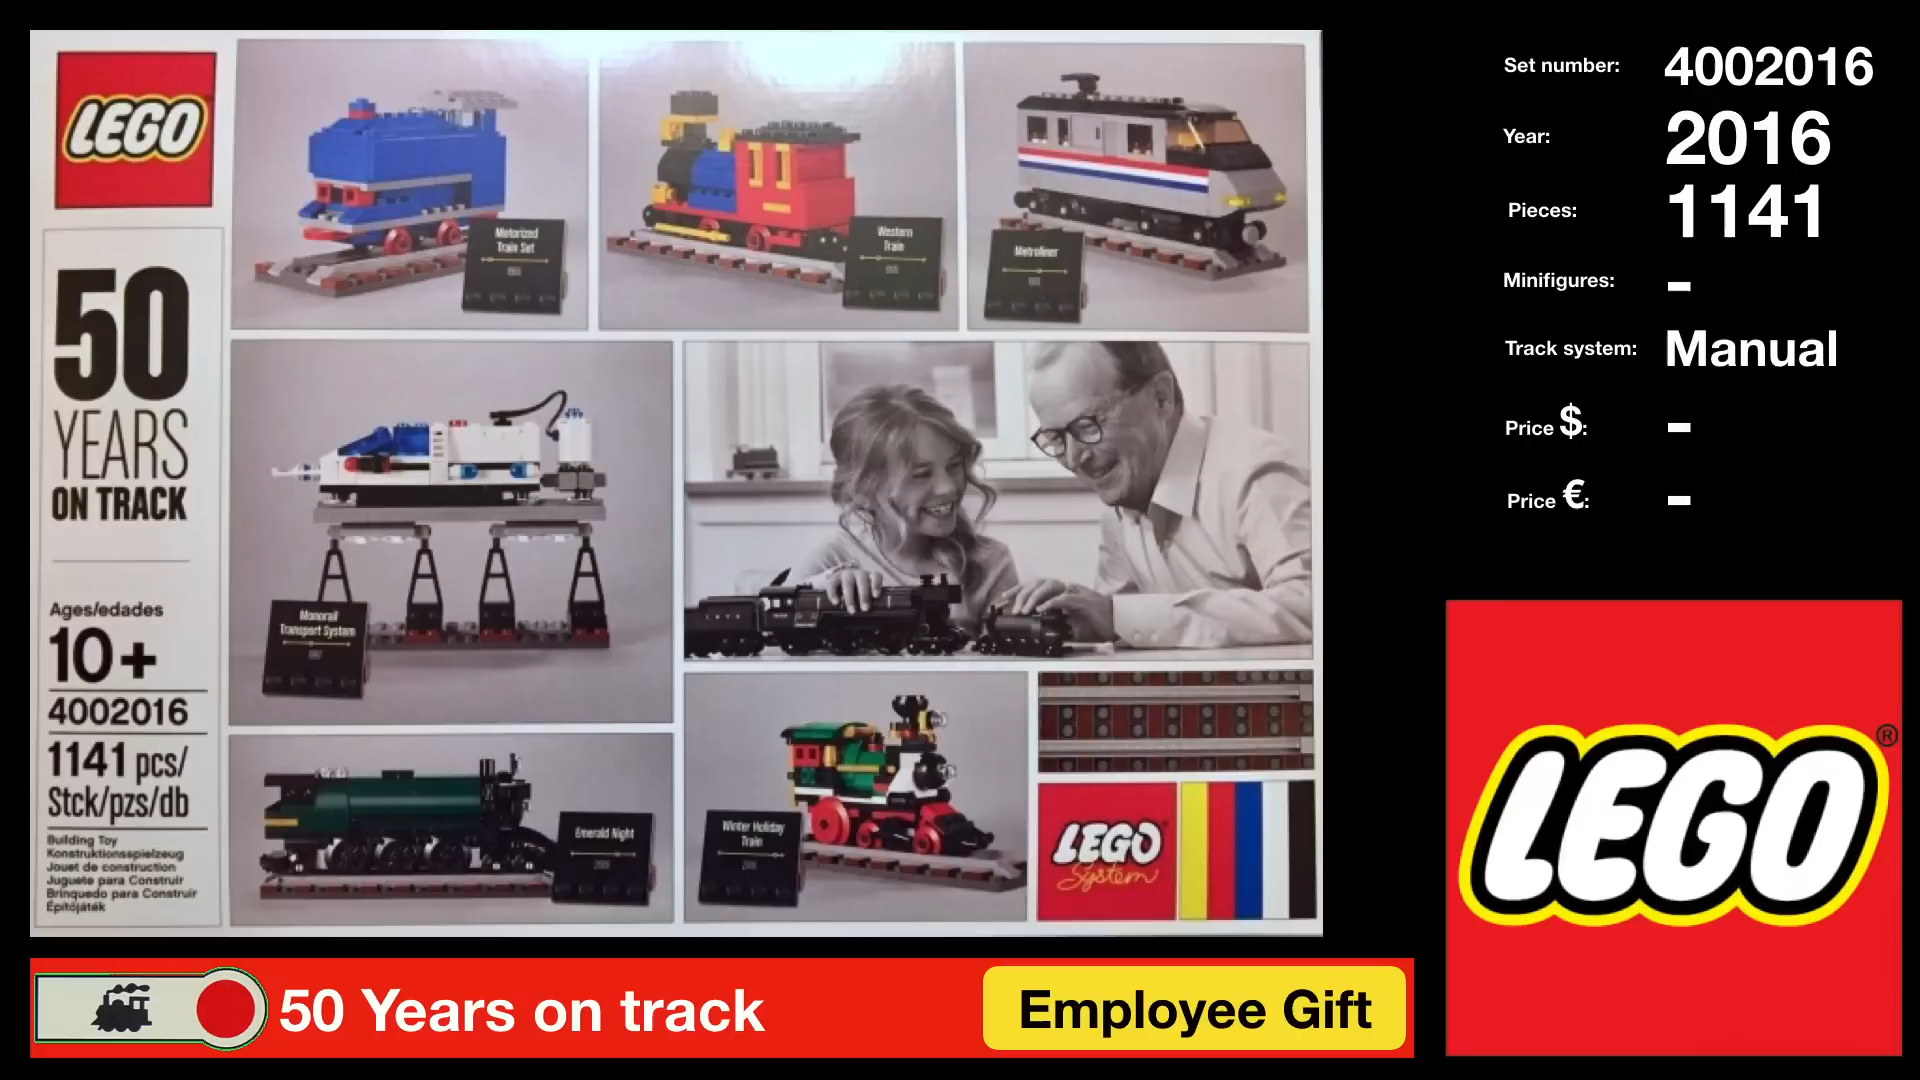 LEGO
50
YEARS
ON TRACK
Ages/edades
10+
4002016
1141 pcs/
Stck/pzs/db
Building Toy
Konstruktionsspielzeug
Jouet de construction
Juguete para Construir
Brinquedo para Construir
Építőjáték
Motorized
Train Set
1966
Western
Train
Metroliner
Monorail
Transport System
1987
Emerald Night
2009
Winter Holiday
Train
LEGO
System
Set number: 4002016
Year: 2016
Pieces: 1141
Minifigures: -
Track system: Manual
Price $: -
Price €: -
LEGO®
50 Years on track
Employee Gift